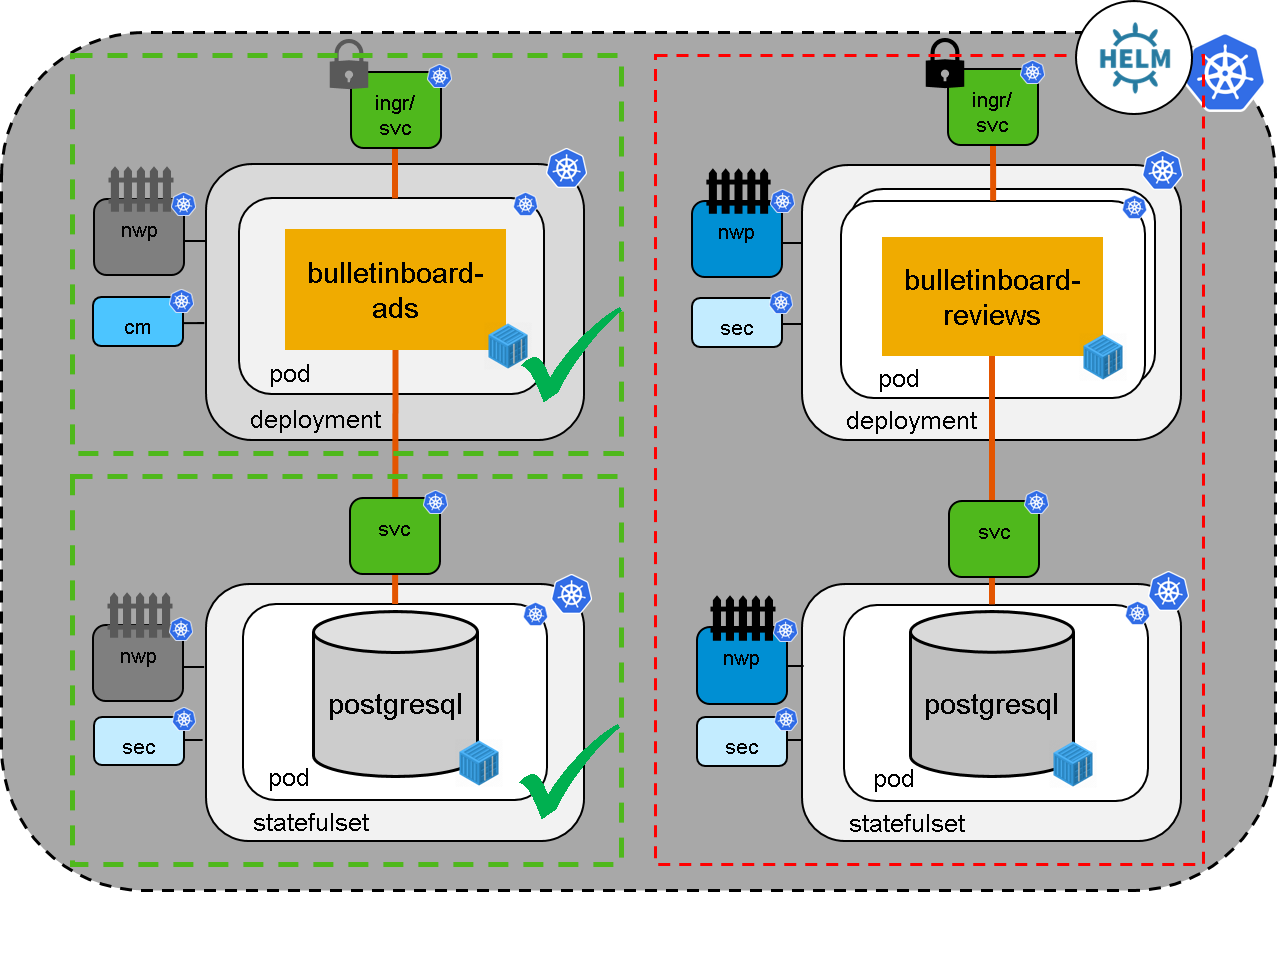 HELM
ingr/
svc
nwp
cm
bulletinboard-
ads
pod
deployment
svc
nwp
sec
postgresql
pod
statefulset
ingr/
svc
nwp
sec
bulletinboard-
reviews
pod
deployment
svc
nwp
sec
postgresql
pod
statefulset